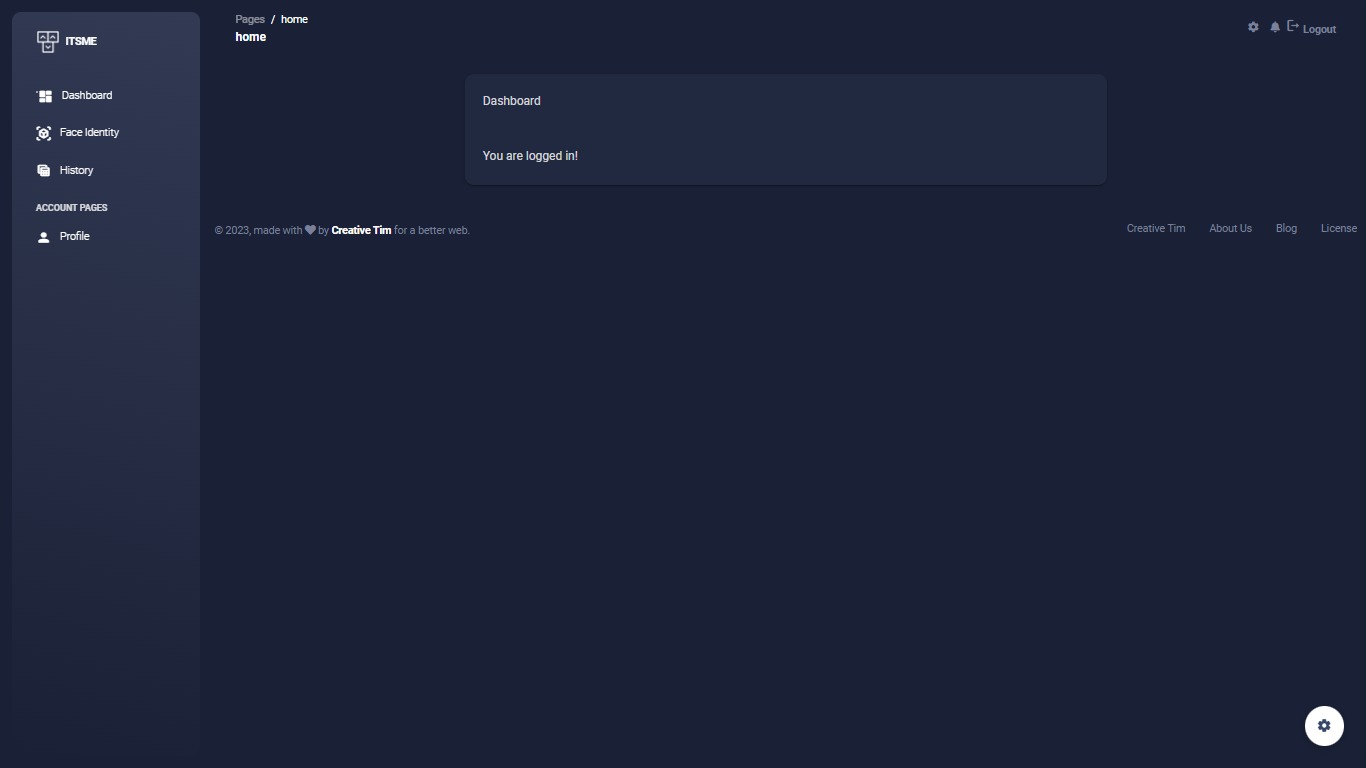 ITSME
Dashboard
Face Identity
History
ACCOUNT PAGES
Profile
Pages / home
home
Logout
Dashboard
You are logged in!
© 2023, made with by Creative Tim for a better web.
Creative Tim About Us Blog License